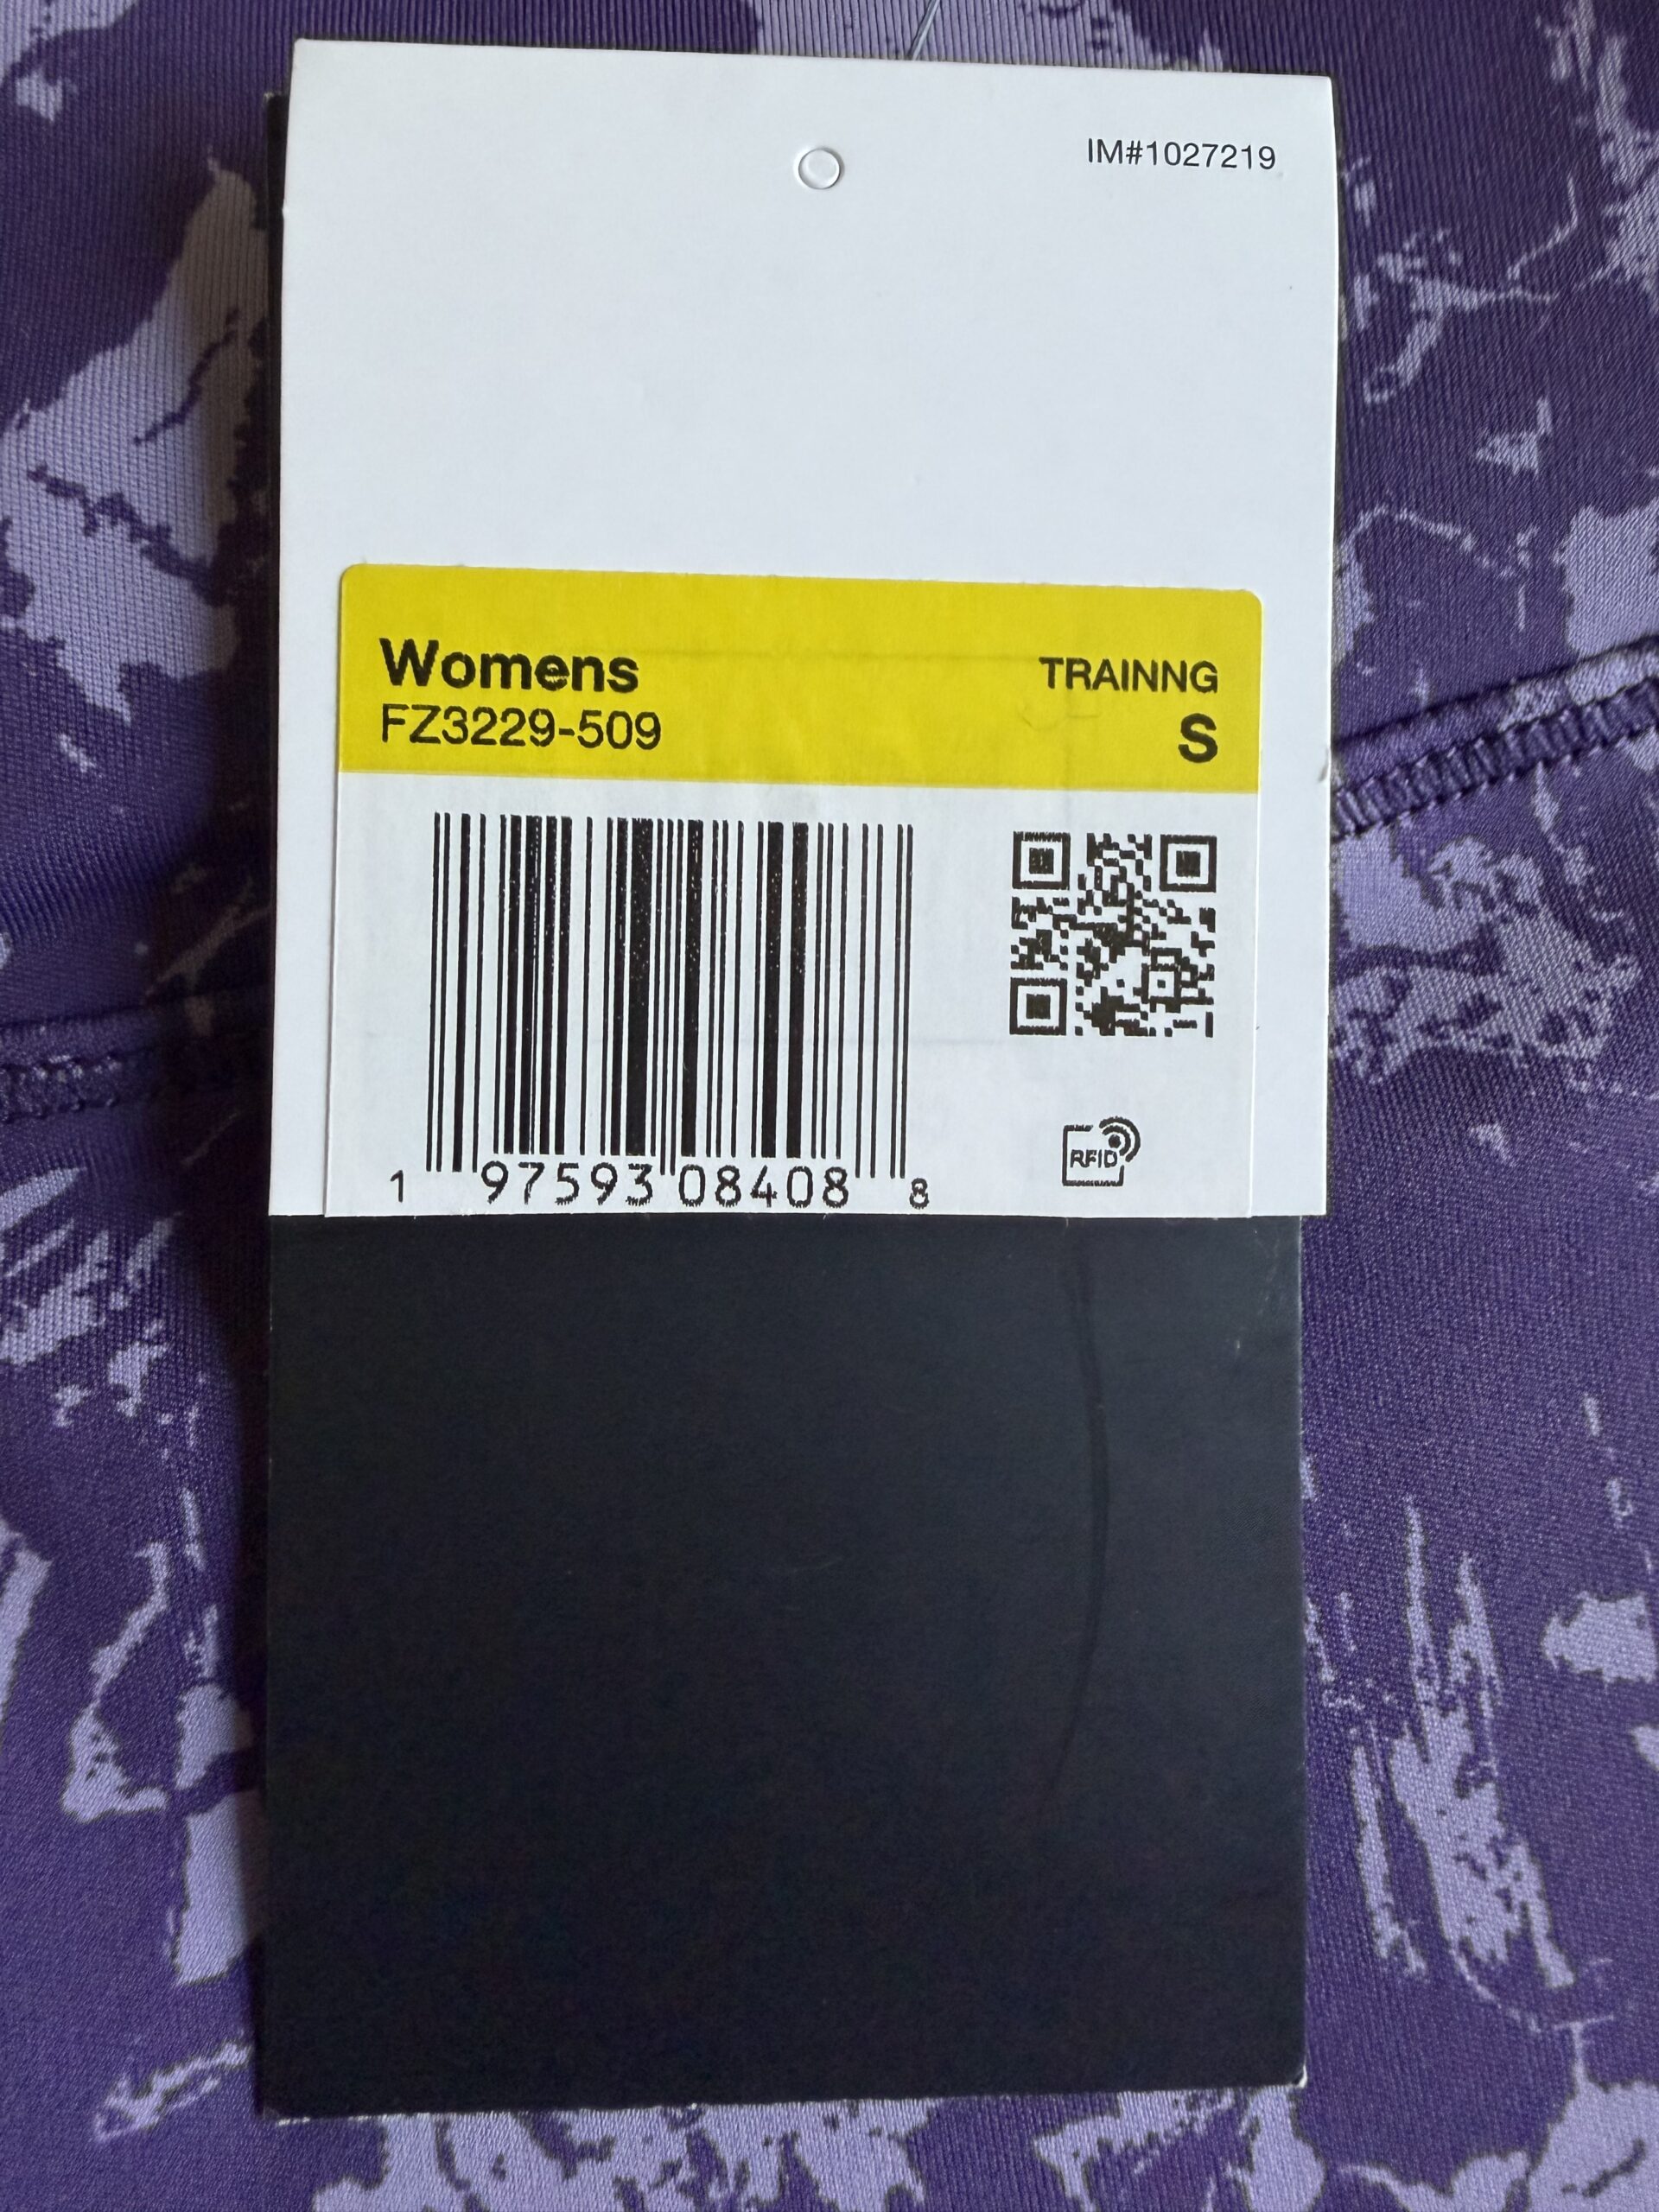 IM#1027219
Womens
TRAINNG
FZ3229-509
S
RFID
1 97593 08408 8